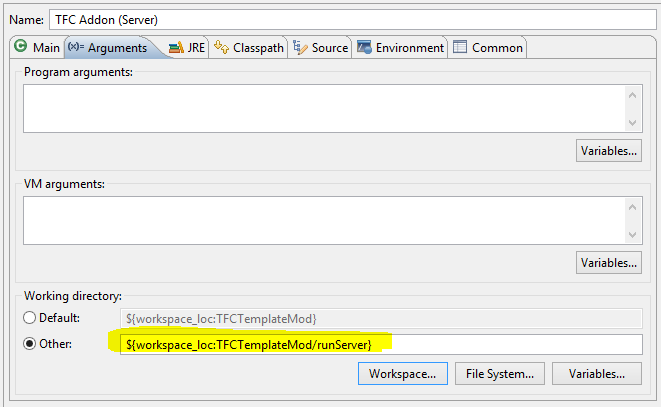 Name: TFC Addon (Server)
Main (x)= Arguments JRE Classpath Source Environment Common
Program arguments:
Variables...
VM arguments:
Variables...
Working directory:
Default: ${workspace_loc:TFCTemplateMod}
Other: ${workspace_loc:TFCTemplateMod/runServer}
Workspace... File System... Variables...